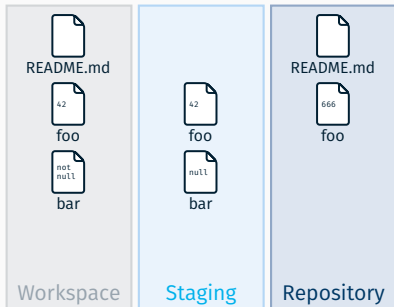 README.md
42
foo
not
null
bar
Workspace
42
foo
null
bar
Staging
README.md
666
foo
Repository